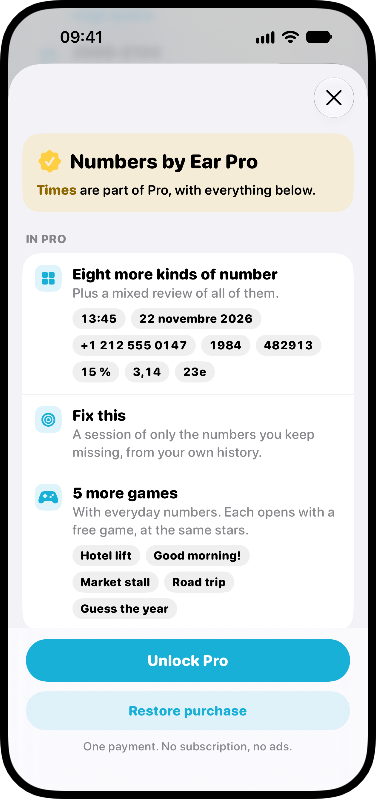 09:41
Numbers by Ear Pro
Times are part of Pro, with everything below.
IN PRO
Eight more kinds of number
Plus a mixed review of all of them.
13:45 22 novembre 2026
+1 212 555 0147 1984 482913
15 % 3,14 23e
Fix this
A session of only the numbers you keep
missing, from your own history.
5 more games
With everyday numbers. Each opens with a
free game, at the same stars.
Hotel lift Good morning!
Market stall Road trip
Guess the year
Unlock Pro
Restore purchase
One payment. No subscription, no ads.